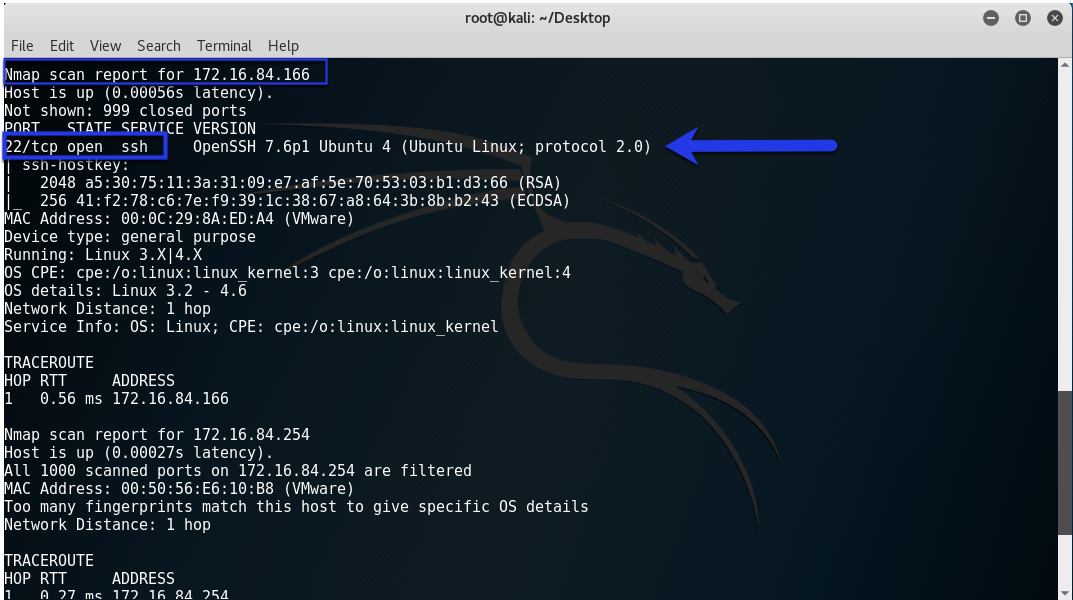 root@kali: ~/Desktop
File Edit View Search Terminal Help
Nmap scan report for 172.16.84.166
Host is up (0.00056s latency).
Not shown: 999 closed ports
PORT   STATE SERVICE VERSION
22/tcp open  ssh     OpenSSH 7.6p1 Ubuntu 4 (Ubuntu Linux; protocol 2.0)
| ssh-hostkey:
|   2048 a5:30:75:11:3a:31:09:e7:af:5e:70:53:03:b1:d3:66 (RSA)
|_  256 41:f2:78:c6:7e:f9:39:1c:38:67:a8:64:3b:8b:b2:43 (ECDSA)
MAC Address: 00:0C:29:8A:ED:A4 (VMware)
Device type: general purpose
Running: Linux 3.X|4.X
OS CPE: cpe:/o:linux:linux_kernel:3 cpe:/o:linux:linux_kernel:4
OS details: Linux 3.2 - 4.6
Network Distance: 1 hop
Service Info: OS: Linux; CPE: cpe:/o:linux:linux_kernel
TRACEROUTE
HOP RTT     ADDRESS
1   0.56 ms 172.16.84.166
Nmap scan report for 172.16.84.254
Host is up (0.00027s latency).
All 1000 scanned ports on 172.16.84.254 are filtered
MAC Address: 00:50:56:E6:10:B8 (VMware)
Too many fingerprints match this host to give specific OS details
Network Distance: 1 hop
TRACEROUTE
HOP RTT     ADDRESS
1   0.27 ms 172.16.84.254